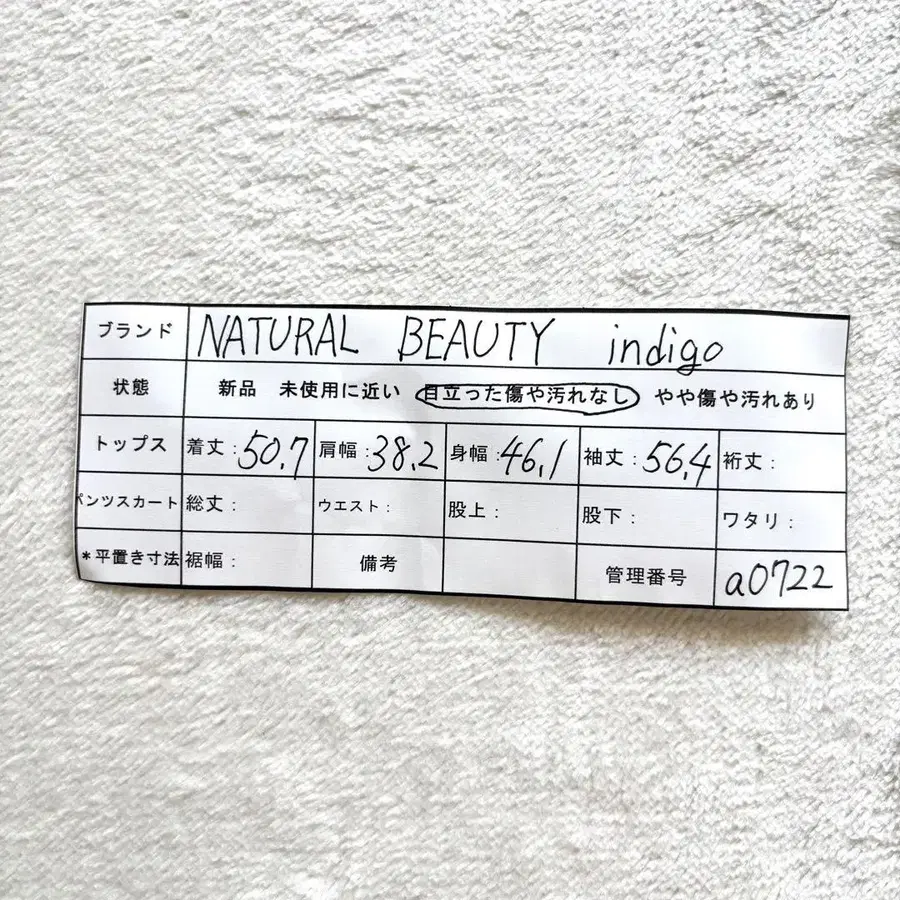 ブランド NATURAL BEAUTY indigo
状態 新品 未使用に近い 目立った傷や汚れなし やや傷や汚れあり
トップス 着丈：50.7 肩幅：38.2 身幅：46.1 袖丈：56.4 裄丈：
パンツスカート 総丈： ウエスト： 股上： 股下： ワタリ：
＊平置き寸法 裾幅： 備考 管理番号 a0722